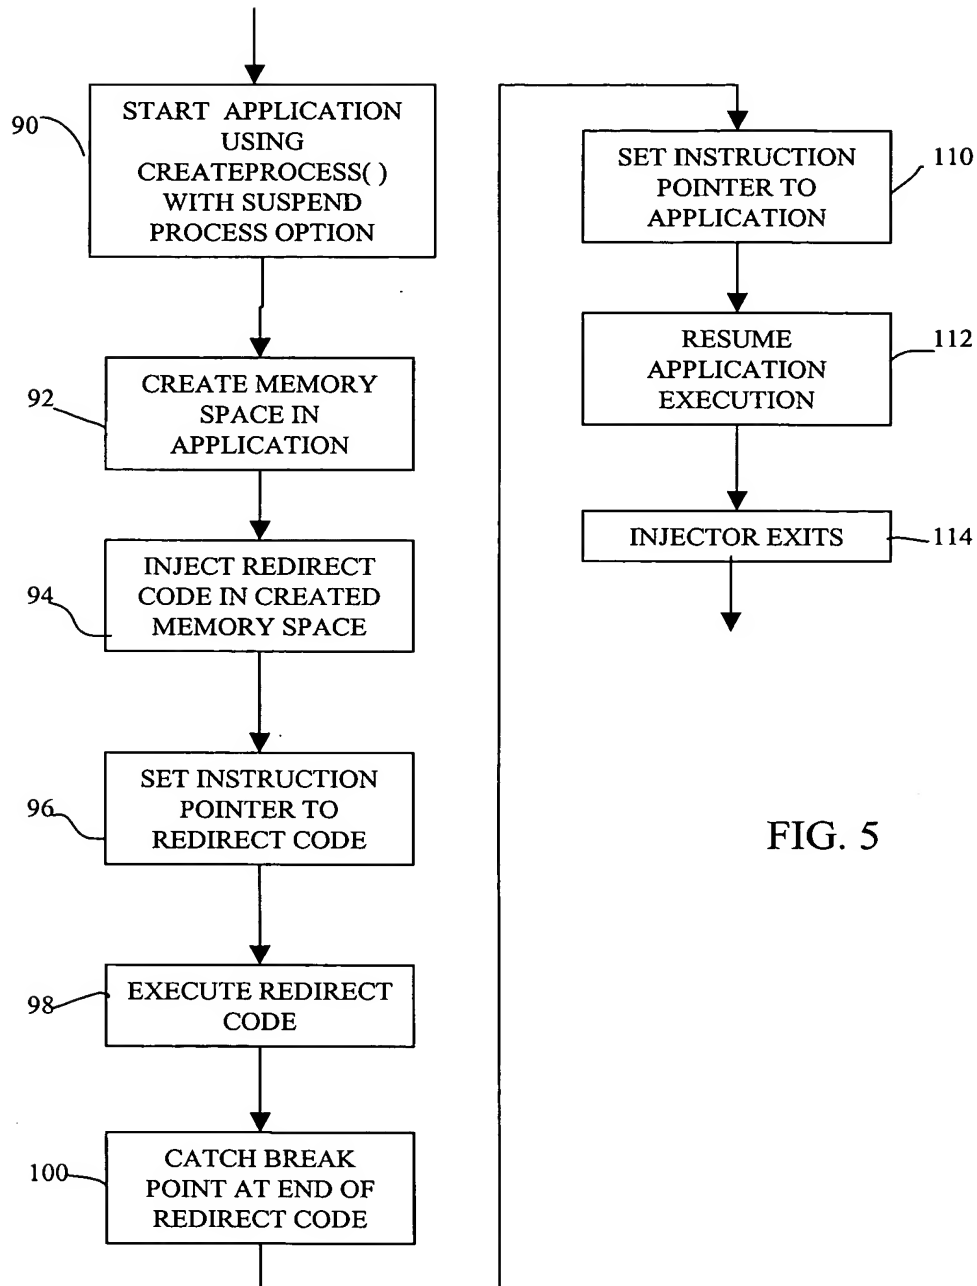 90
START APPLICATION
USING
CREATEPROCESS( )
WITH SUSPEND
PROCESS OPTION
92
CREATE MEMORY
SPACE IN
APPLICATION
94
INJECT REDIRECT
CODE IN CREATED
MEMORY SPACE
96
SET INSTRUCTION
POINTER TO
REDIRECT CODE
98
EXECUTE REDIRECT
CODE
100
CATCH BREAK
POINT AT END OF
REDIRECT CODE
SET INSTRUCTION
POINTER TO
APPLICATION
110
RESUME
APPLICATION
EXECUTION
112
INJECTOR EXITS
114
FIG. 5